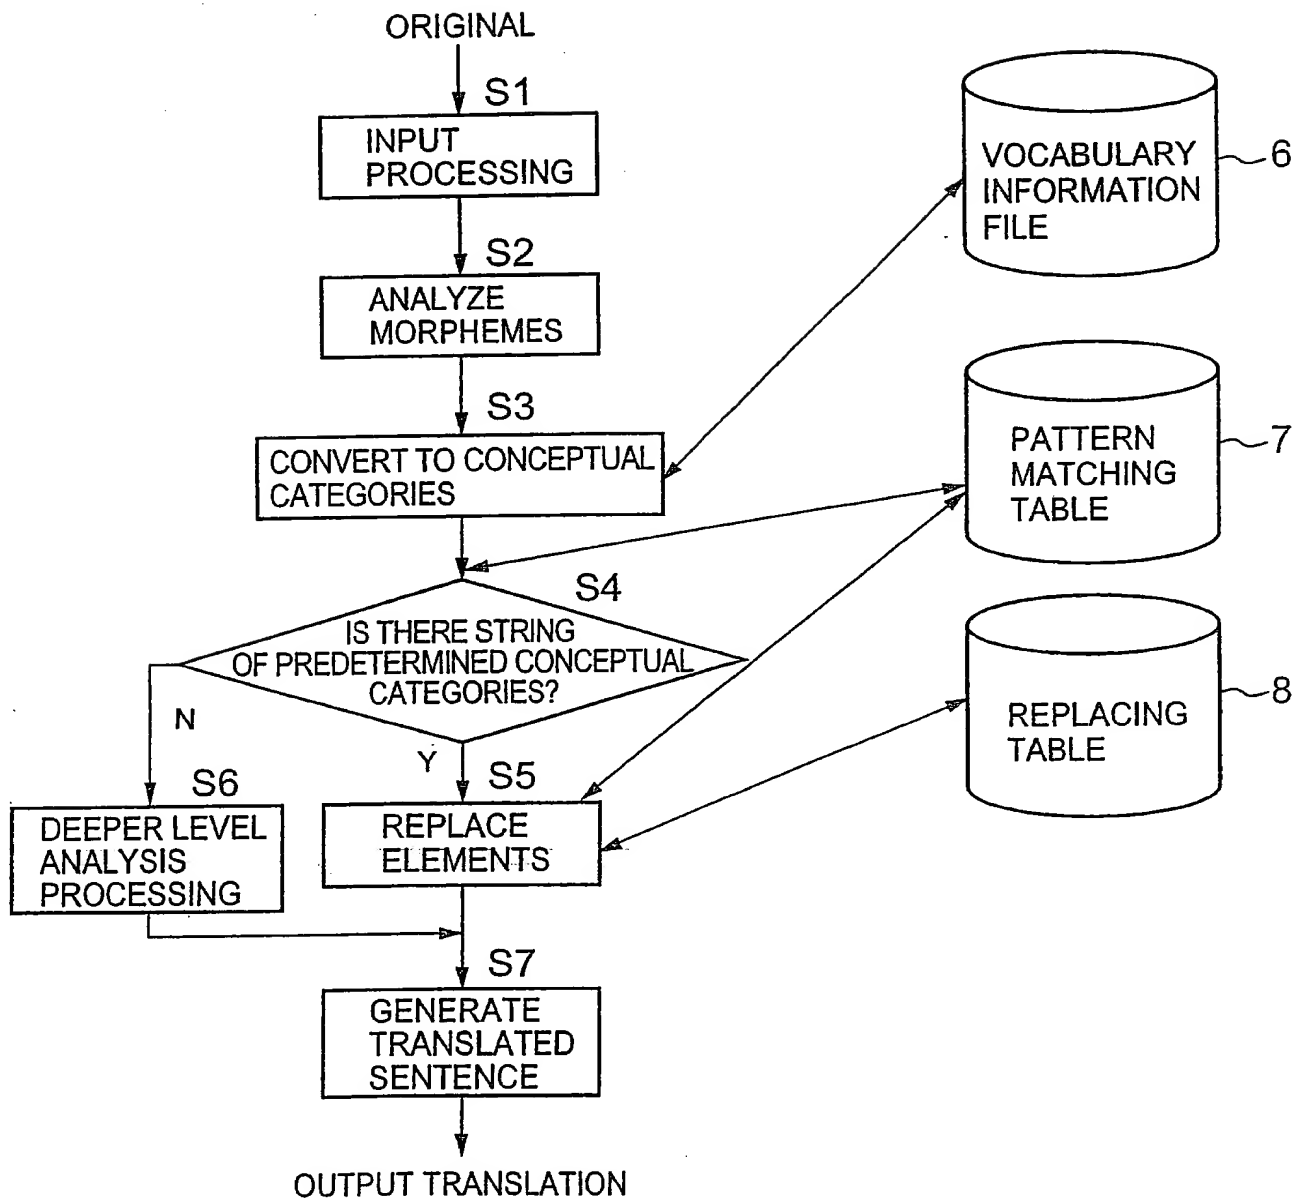 ORIGINAL
S1
INPUT
PROCESSING
S2
ANALYZE
MORPHEMES
S3
CONVERT TO CONCEPTUAL
CATEGORIES
S4
IS THERE STRING
OF PREDETERMINED CONCEPTUAL
CATEGORIES?
N
Y
S6
DEEPER LEVEL
ANALYSIS
PROCESSING
S5
REPLACE
ELEMENTS
S7
GENERATE
TRANSLATED
SENTENCE
OUTPUT TRANSLATION
VOCABULARY
INFORMATION
FILE
6
PATTERN
MATCHING
TABLE
7
REPLACING
TABLE
8